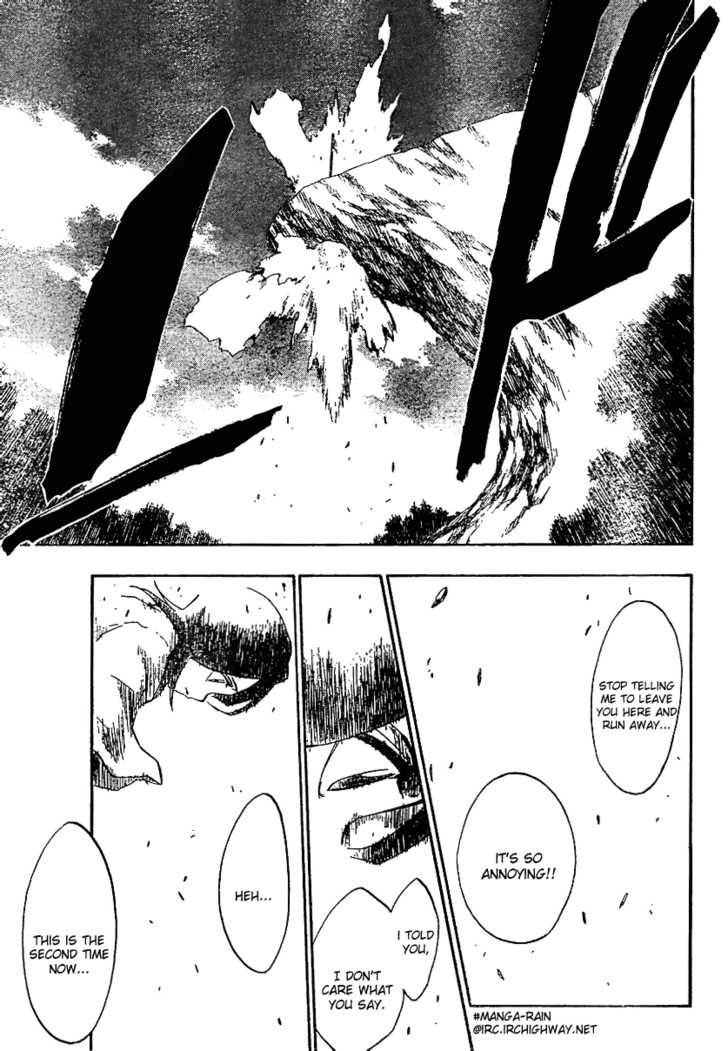 STOP TELLING
ME TO LEAVE
YOU HERE AND
RUN AWAY...
IT'S SO
ANNOYING!!
I TOLD
YOU,
I DON'T
CARE WHAT
YOU SAY.
HEH...
THIS IS THE
SECOND TIME
NOW...
#MANGA-RAIN
@IRC.IRCHIGHWAY.NET